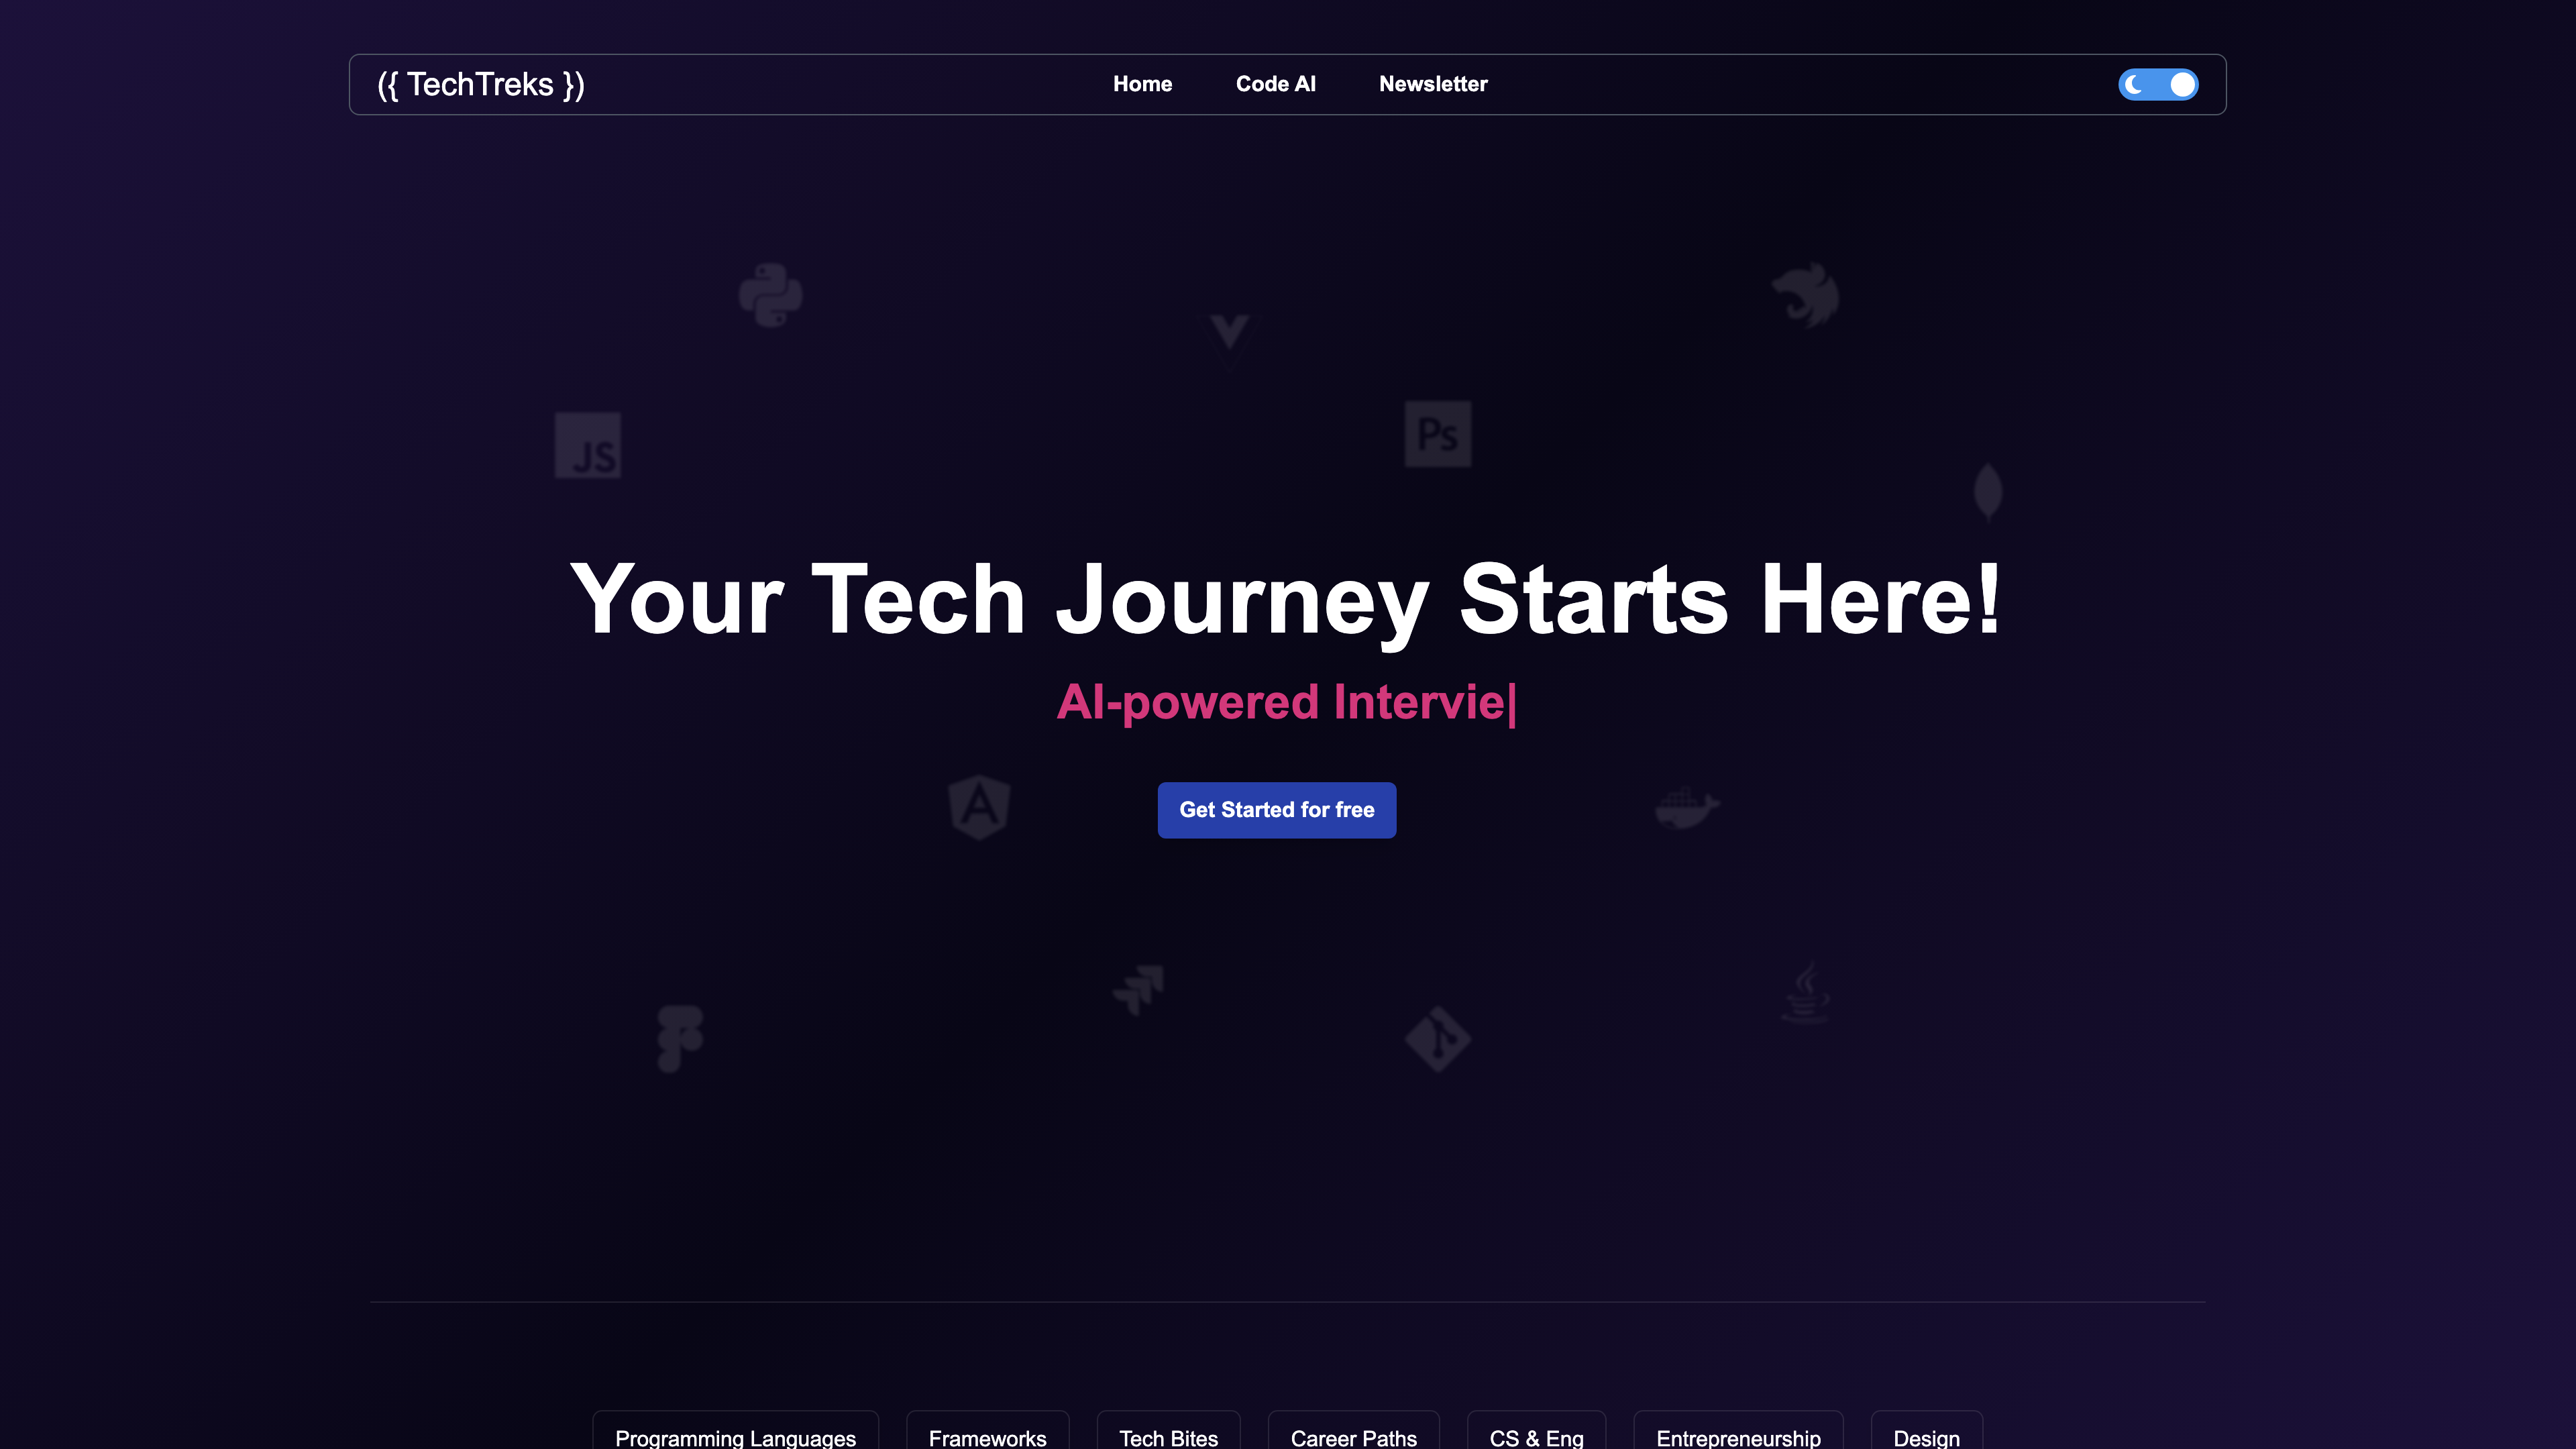 ({ TechTreks })
Home Code AI Newsletter
JS
Ps
Your Tech Journey Starts Here!
AI-powered Intervie|
Get Started for free
Programming Languages Frameworks Tech Bites Career Paths CS & Eng Entrepreneurship Design